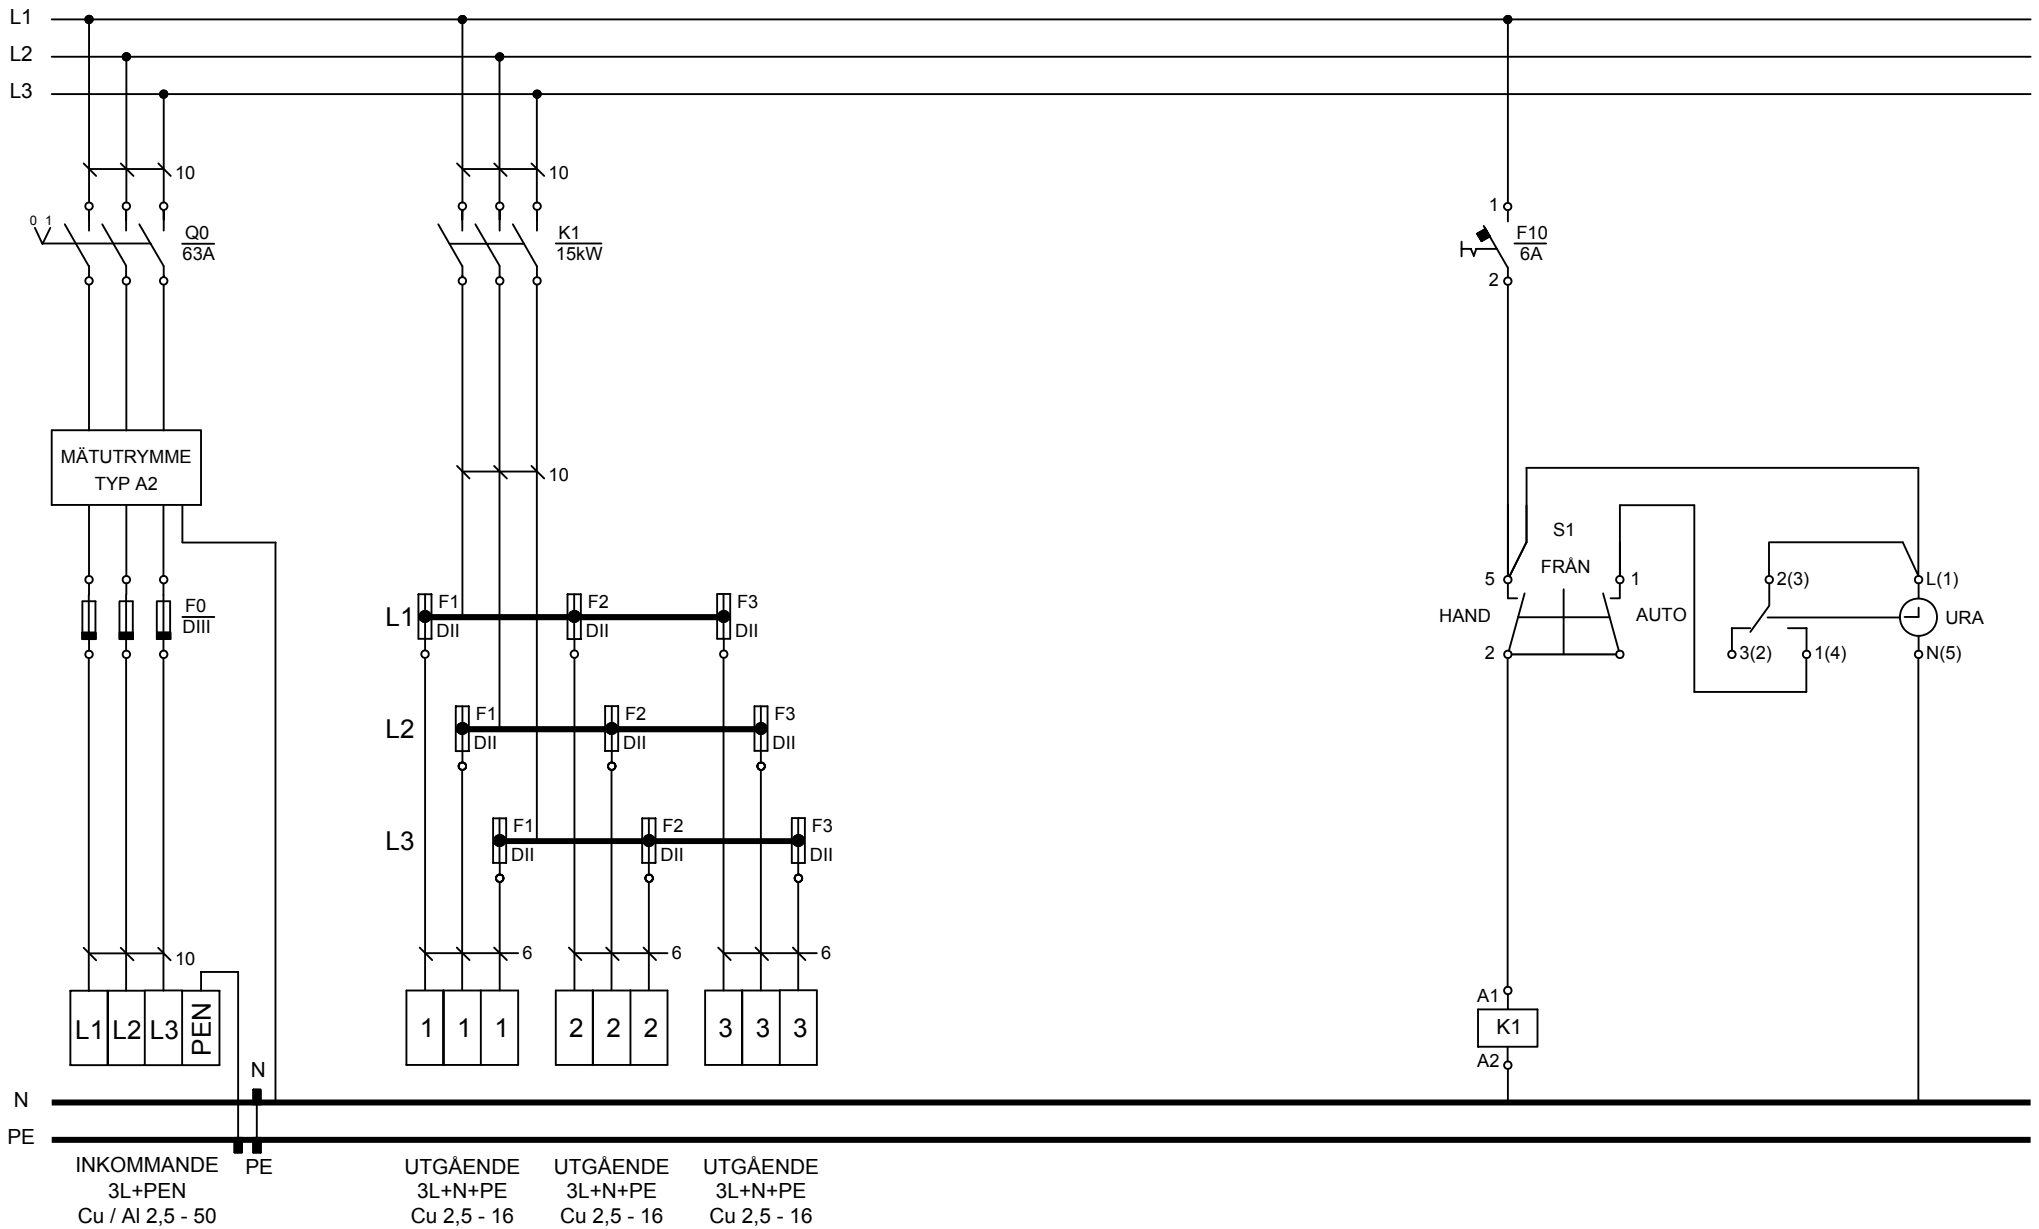 L1
L2
L3
10
10
0 1
Q0
63A
K1
15kW
1
F10
6A
2
MÄTUTRYMME
TYP A2
10
S1
FRÅN
5
1
2(3)
L(1)
HAND
AUTO
URA
2
3(2)
1(4)
N(5)
F0
DIII
L1
F1
DII
F2
DII
F3
DII
L2
F1
DII
F2
DII
F3
DII
L3
F1
DII
F2
DII
F3
DII
10
6
6
6
L1 L2 L3 PEN
1 1 1
2 2 2
3 3 3
A1
K1
A2
N
N
PE
PE
INKOMMANDE
3L+PEN
Cu / Al 2,5 - 50
UTGÅENDE
3L+N+PE
Cu 2,5 - 16
UTGÅENDE
3L+N+PE
Cu 2,5 - 16
UTGÅENDE
3L+N+PE
Cu 2,5 - 16